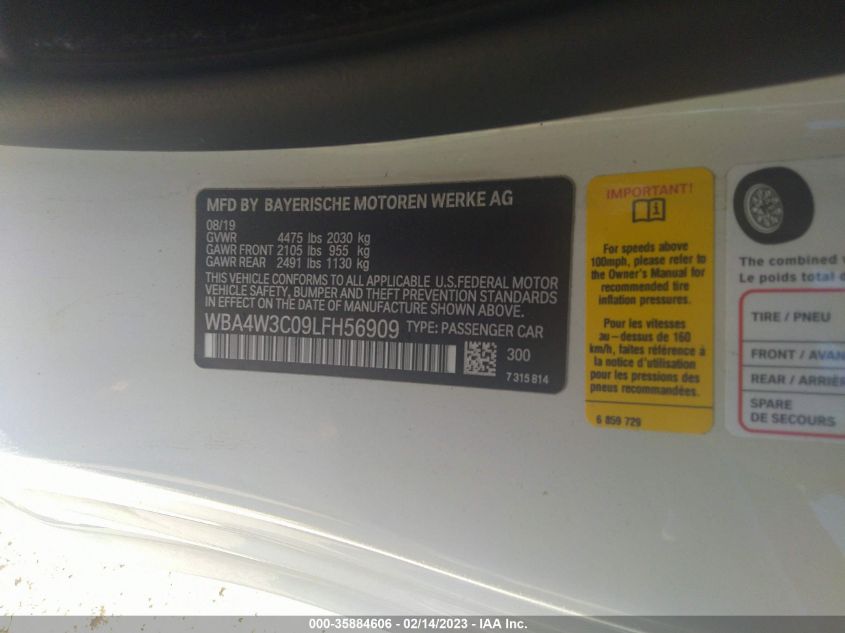 MFD BY BAYERISCHE MOTOREN WERKE AG
08/19
GVWR 4475 lbs 2030 kg
GAWR FRONT 2105 lbs 955 kg
GAWR REAR 2491 lbs 1130 kg
THIS VEHICLE CONFORMS TO ALL APPLICABLE U.S.FEDERAL MOTOR
VEHICLE SAFETY, BUMPER AND THEFT PREVENTION STANDARDS
IN EFFECT ON THE DATE OF MANUFACTURE SHOWN ABOVE.
WBA4W3C09LFH56909 TYPE: PASSENGER CAR
300
7 315 814
IMPORTANT!
For speeds above
100mph, please refer to
the Owner's Manual for
recommended tire
inflation pressures.
Pour les vitesses
au-dessus de 160
km/h, faites référence à
la notice d'utilisation
pour les pressions des
pneus recommandées.
6 859 729
The combined
Le poids total
TIRE / PNEU
FRONT / AVAN
REAR / ARRIÈR
SPARE
DE SECOURS
000-35884606 - 02/14/2023 - IAA Inc.